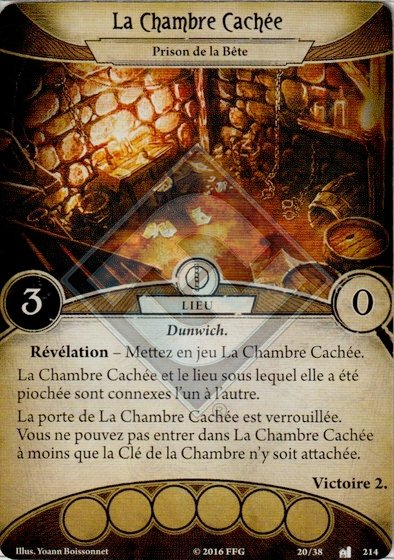 La Chambre Cachée
Prison de la Bête
3
0
LIEU
Dunwich.
Révélation – Mettez en jeu La Chambre Cachée.
La Chambre Cachée et le lieu sous lequel elle a été
piochée sont connexes l'un à l'autre.
La porte de La Chambre Cachée est verrouillée.
Vous ne pouvez pas entrer dans La Chambre Cachée
à moins que la Clé de la Chambre n'y soit attachée.
Victoire 2.
Illus. Yoann Boissonnet © 2016 FFG 20/38 214